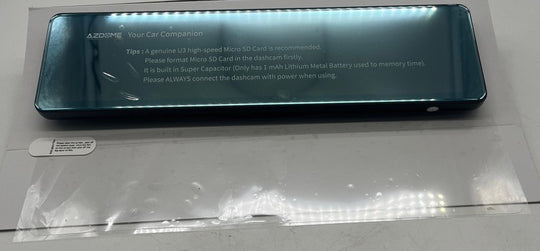 AZDOME Your Car Companion
Tips : A genuine U3 high-speed Micro SD Card is recommended.
Please format Micro SD Card in the dashcam firstly.
It is built in Super Capacitor (Only has 1 mAh Lithium Metal Battery used to memory time).
Please ALWAYS connect the dashcam with power when using.